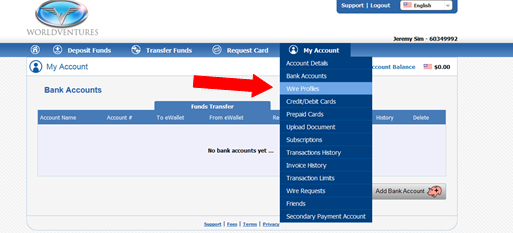 Support | Logout English
WORLDVENTURES
Jeremy Sim - 60349992
Deposit Funds Transfer Funds Request Card My Account
My Account
Account Balance $0.00
Account Details
Bank Accounts
Wire Profiles
Credit/Debit Cards
Prepaid Cards
Upload Document
Subscriptions
Transactions History
Invoice History
Transaction Limits
Wire Requests
Friends
Secondary Payment Account
Bank Accounts
Funds Transfer
Account Name Account # To eWallet From eWallet History Delete
No bank accounts yet ...
Add Bank Account
Support | Fees | Terms | Privacy